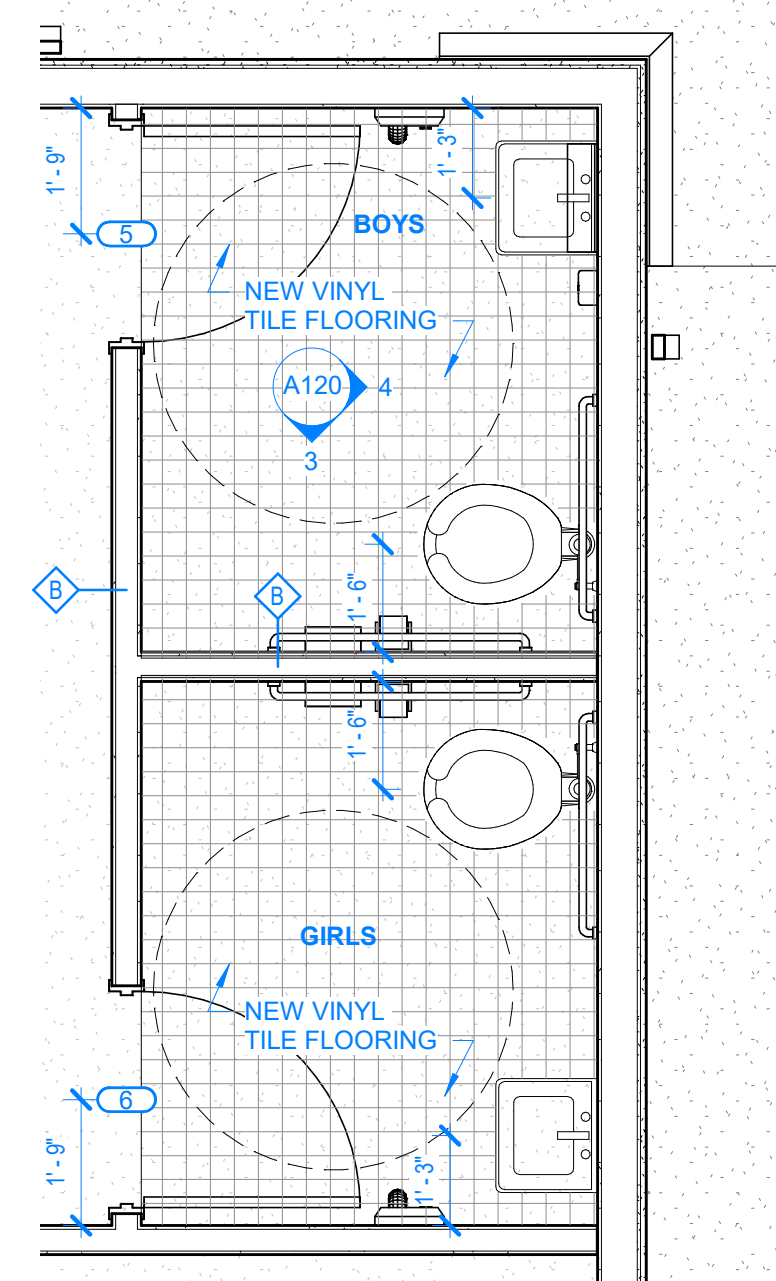 1' - 9"
1' - 3"
5
BOYS
NEW VINYL
TILE FLOORING
A120
4
3
B
B
1' - 6"
1' - 6"
GIRLS
NEW VINYL
TILE FLOORING
6
1' - 9"
1' - 3"